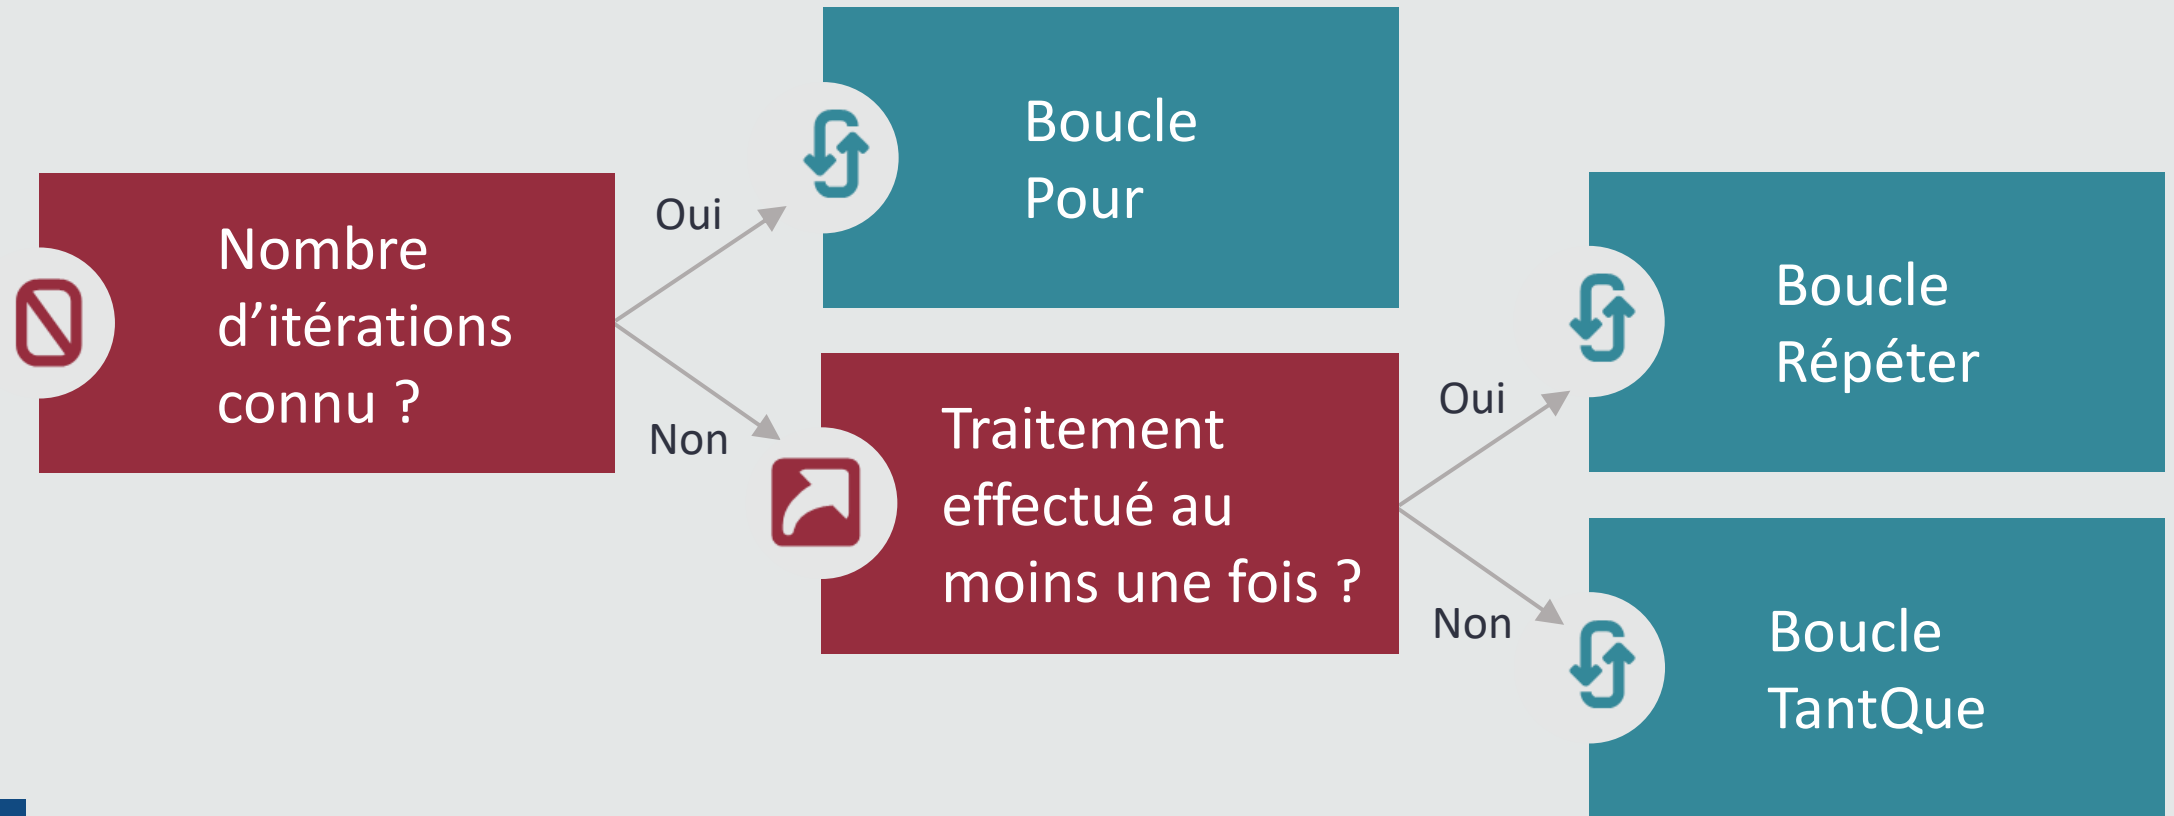 Nombre
d’itérations
connu ?
Oui
Non
Boucle
Pour
Traitement
effectué au
moins une fois ?
Oui
Non
Boucle
Répéter
Boucle
TantQue